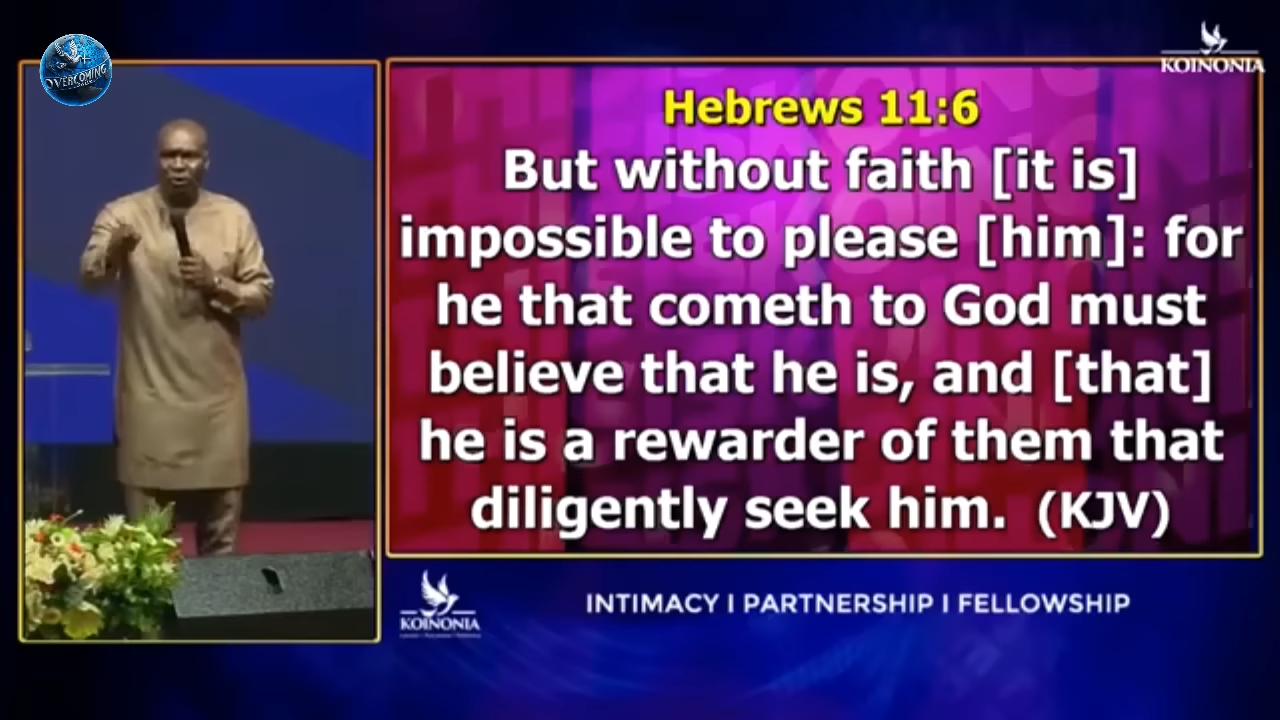 OVERCOMING
KOINONIA
Hebrews 11:6
But without faith [it is]
impossible to please [him]: for
he that cometh to God must
believe that he is, and [that]
he is a rewarder of them that
diligently seek him. (KJV)
KOINONIA
INTIMACY I PARTNERSHIP I FELLOWSHIP